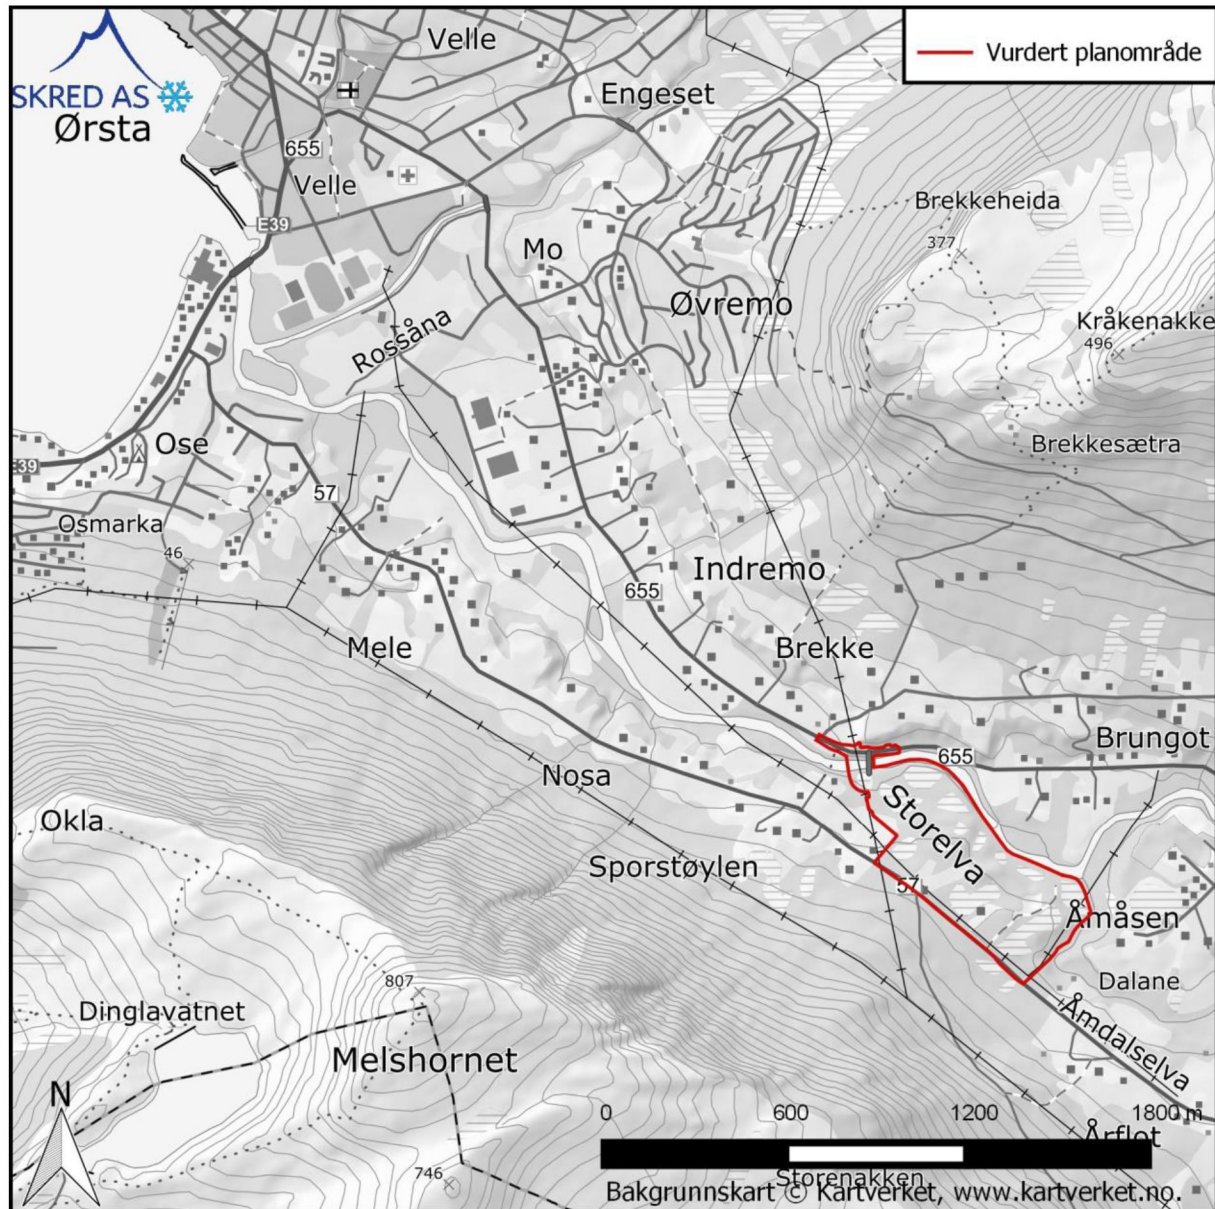 Vurdert planområde
SKRED AS
Ørsta
Velle
Engeset
655
Velle
Brekkeheida
E39
377
Mo
Øvremo
Kråkenakke
496
Rossåna
Ose
Brekkesætra
E39
57
Osmarka
46
Indremo
655
Mele
Brekke
Brungot
655
Nosa
Storelva
Okla
Sporstøylen
57
Åmåsen
807
Dalane
Dinglavatnet
Melshornet
Åmdalselva
N
0 600 1200 1800 m
Årflot
746
Storenakken
Bakgrunnskart © Kartverket, www.kartverket.no.